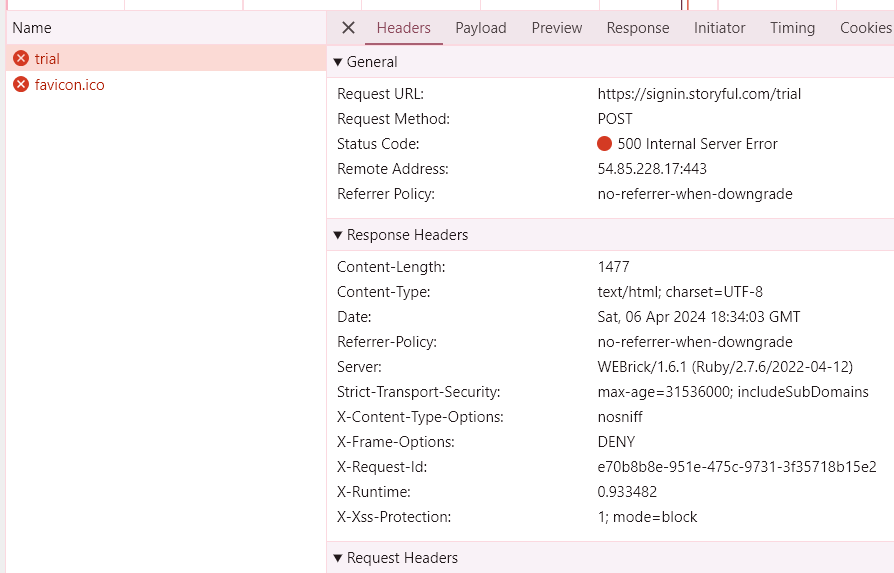 Name
trial
favicon.ico
Headers Payload Preview Response Initiator Timing Cookies
General
Request URL: https://signin.storyful.com/trial
Request Method: POST
Status Code: 500 Internal Server Error
Remote Address: 54.85.228.17:443
Referrer Policy: no-referrer-when-downgrade
Response Headers
Content-Length: 1477
Content-Type: text/html; charset=UTF-8
Date: Sat, 06 Apr 2024 18:34:03 GMT
Referrer-Policy: no-referrer-when-downgrade
Server: WEBrick/1.6.1 (Ruby/2.7.6/2022-04-12)
Strict-Transport-Security: max-age=31536000; includeSubDomains
X-Content-Type-Options: nosniff
X-Frame-Options: DENY
X-Request-Id: e70b8b8e-951e-475c-9731-3f35718b15e2
X-Runtime: 0.933482
X-Xss-Protection: 1; mode=block
Request Headers